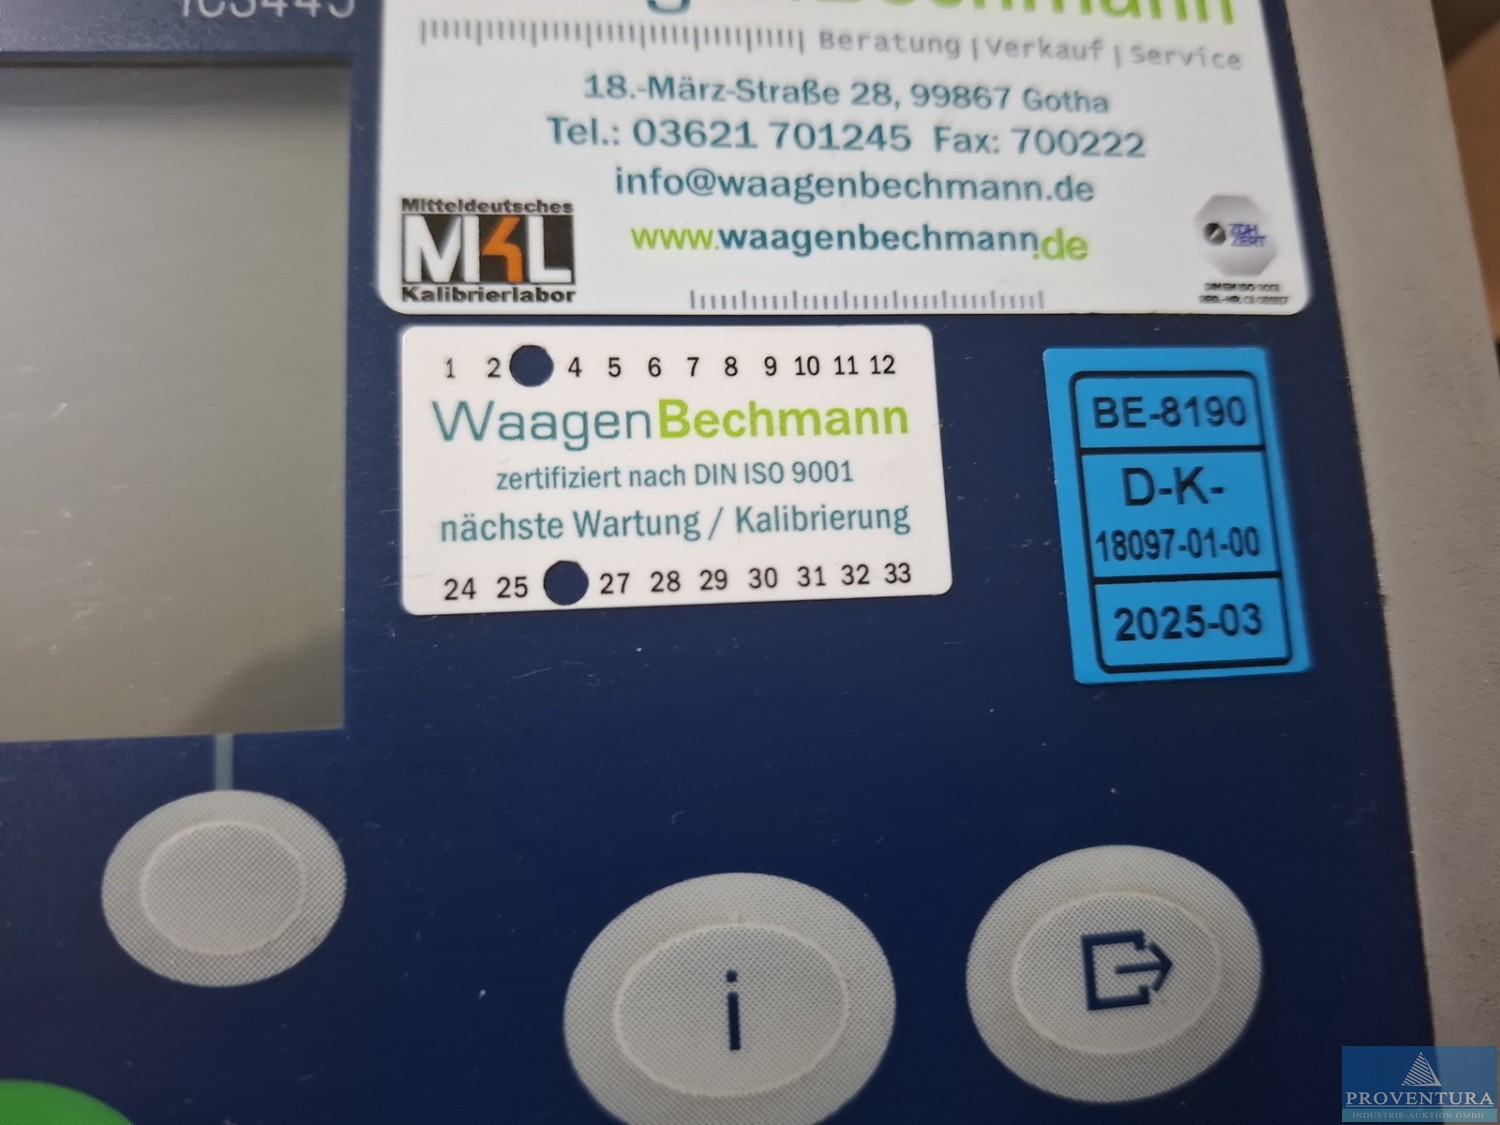 WaagenBechmann
Beratung | Verkauf | Service
18.-März-Straße 28, 99867 Gotha
Tel.: 03621 701245 Fax: 700222
info@waagenbechmann.de
www.waagenbechmann.de
Mitteldeutsches
MKL
Kalibrierlabor
ZDH
ZERT
1 2 4 5 6 7 8 9 10 11 12
WaagenBechmann
zertifiziert nach DIN ISO 9001
nächste Wartung / Kalibrierung
24 25 27 28 29 30 31 32 33
BE-8190
D-K-
18097-01-00
2025-03
i
PROVENTURA
INDUSTRIE-AUKTION GMBH